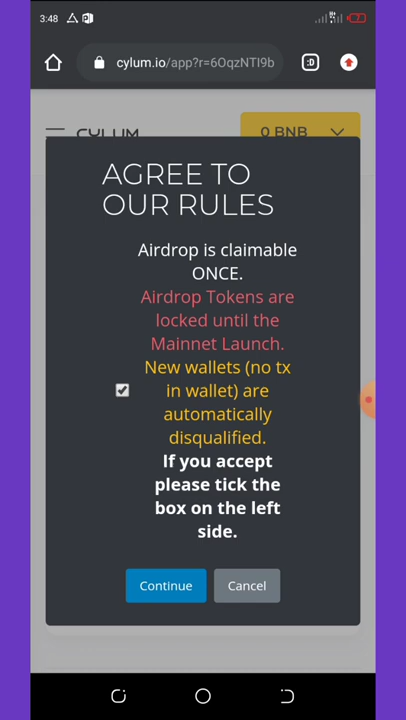 3:48
cylum.io/app?r=6OqzNTI9b
:D
CYLUM
0 BNB
AGREE TO
OUR RULES
Airdrop is claimable
ONCE.
Airdrop Tokens are
locked until the
Mainnet Launch.
New wallets (no tx
in wallet) are
automatically
disqualified.
If you accept
please tick the
box on the left
side.
Continue
Cancel